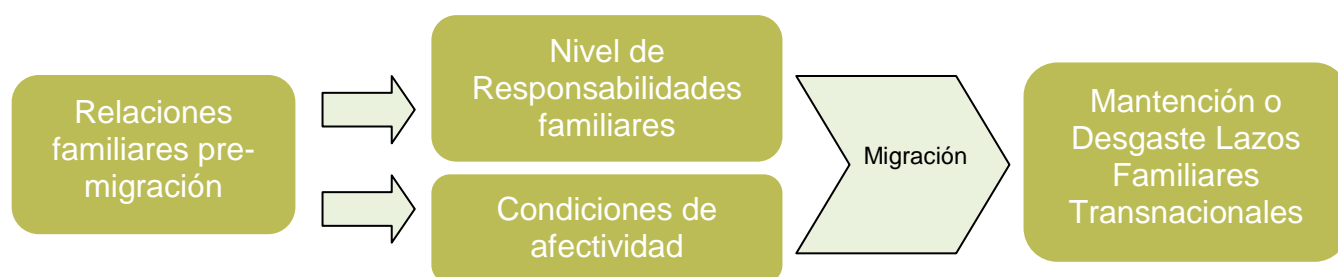 Relaciones
familiares pre-
migración
Nivel de
Responsabilidades
familiares
Condiciones de
afectividad
Migración
Mantención o
Desgaste Lazos
Familiares
Transnacionales